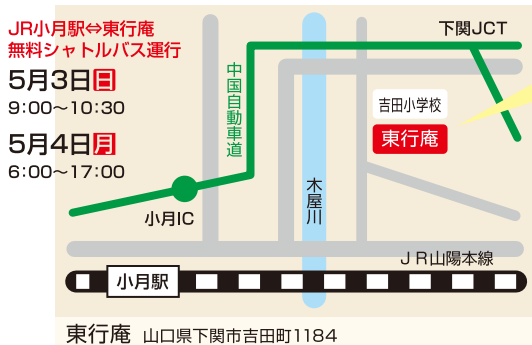 JR小月駅⇔東行庵
無料シャトルバス運行
5月3日日
9:00〜10:30
5月4日月
6:00〜17:00
下関JCT
中国自動車道
吉田小学校
東行庵
木屋川
小月IC
JR山陽本線
小月駅
東行庵 山口県下関市吉田町1184